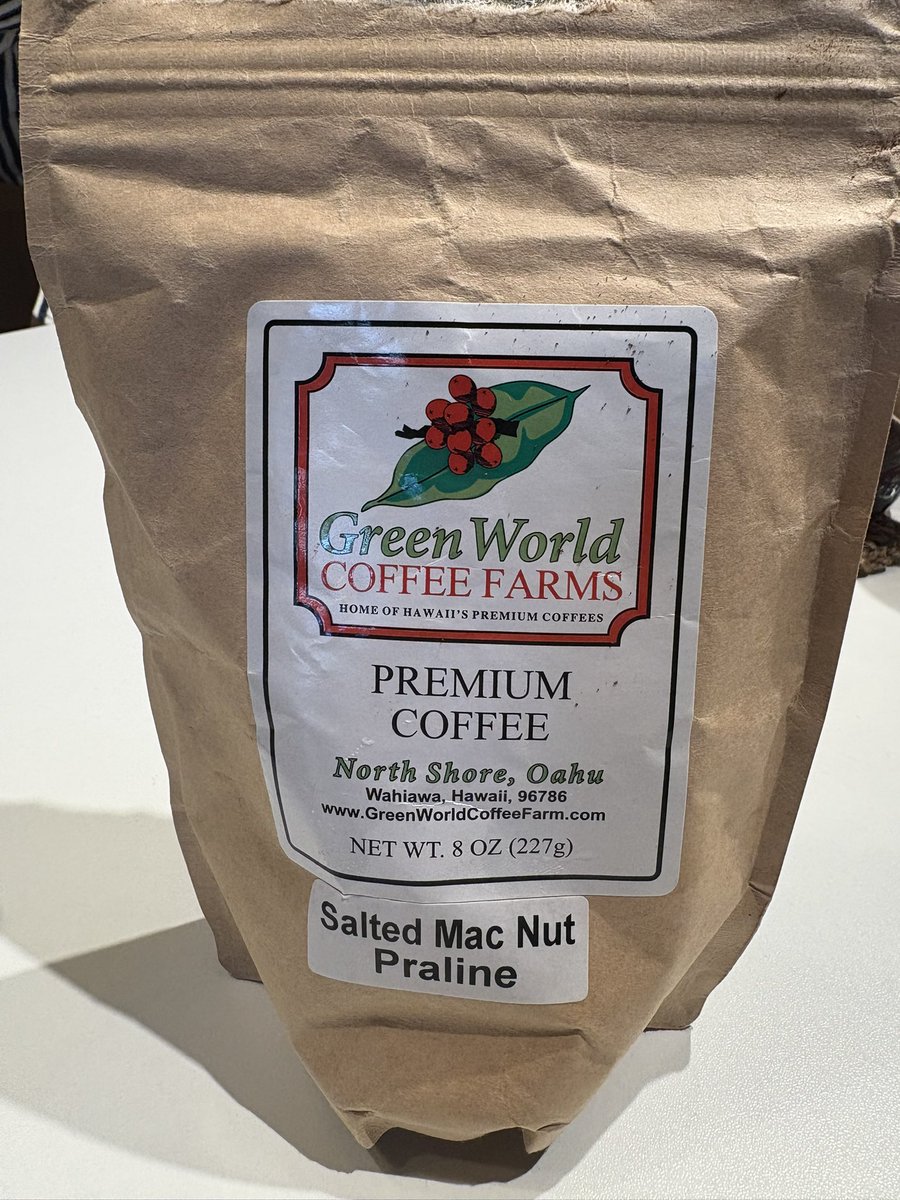 Green World
COFFEE FARMS
HOME OF HAWAII'S PREMIUM COFFEES
PREMIUM
COFFEE
North Shore, Oahu
Wahiawa, Hawaii, 96786
www.GreenWorldCoffeeFarm.com
NET WT. 8 OZ (227g)
Salted Mac Nut
Praline